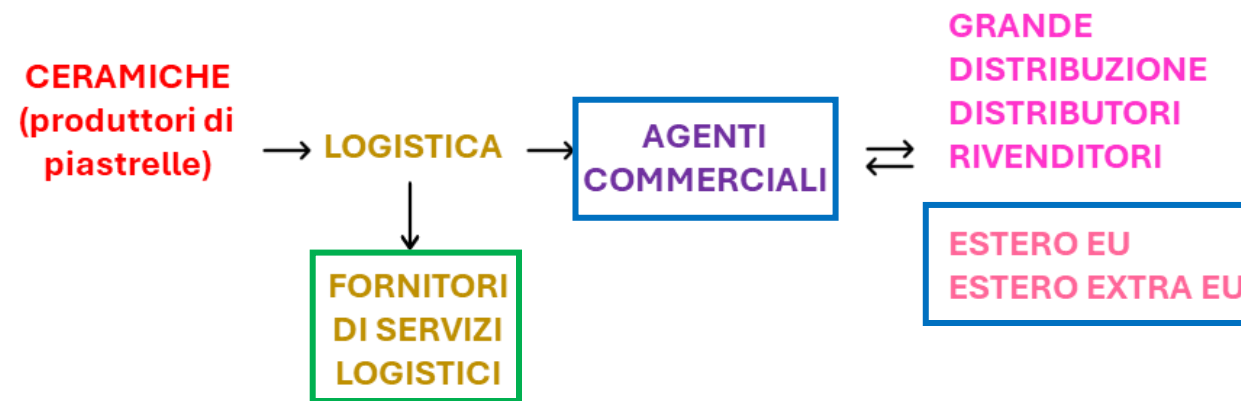 CERAMICHE
(produttori di
piastrelle)
LOGISTICA
FORNITORI
DI SERVIZI
LOGISTICI
AGENTI
COMMERCIALI
GRANDE
DISTRIBUZIONE
DISTRIBUTORI
RIVENDITORI
ESTERO EU
ESTERO EXTRA EU